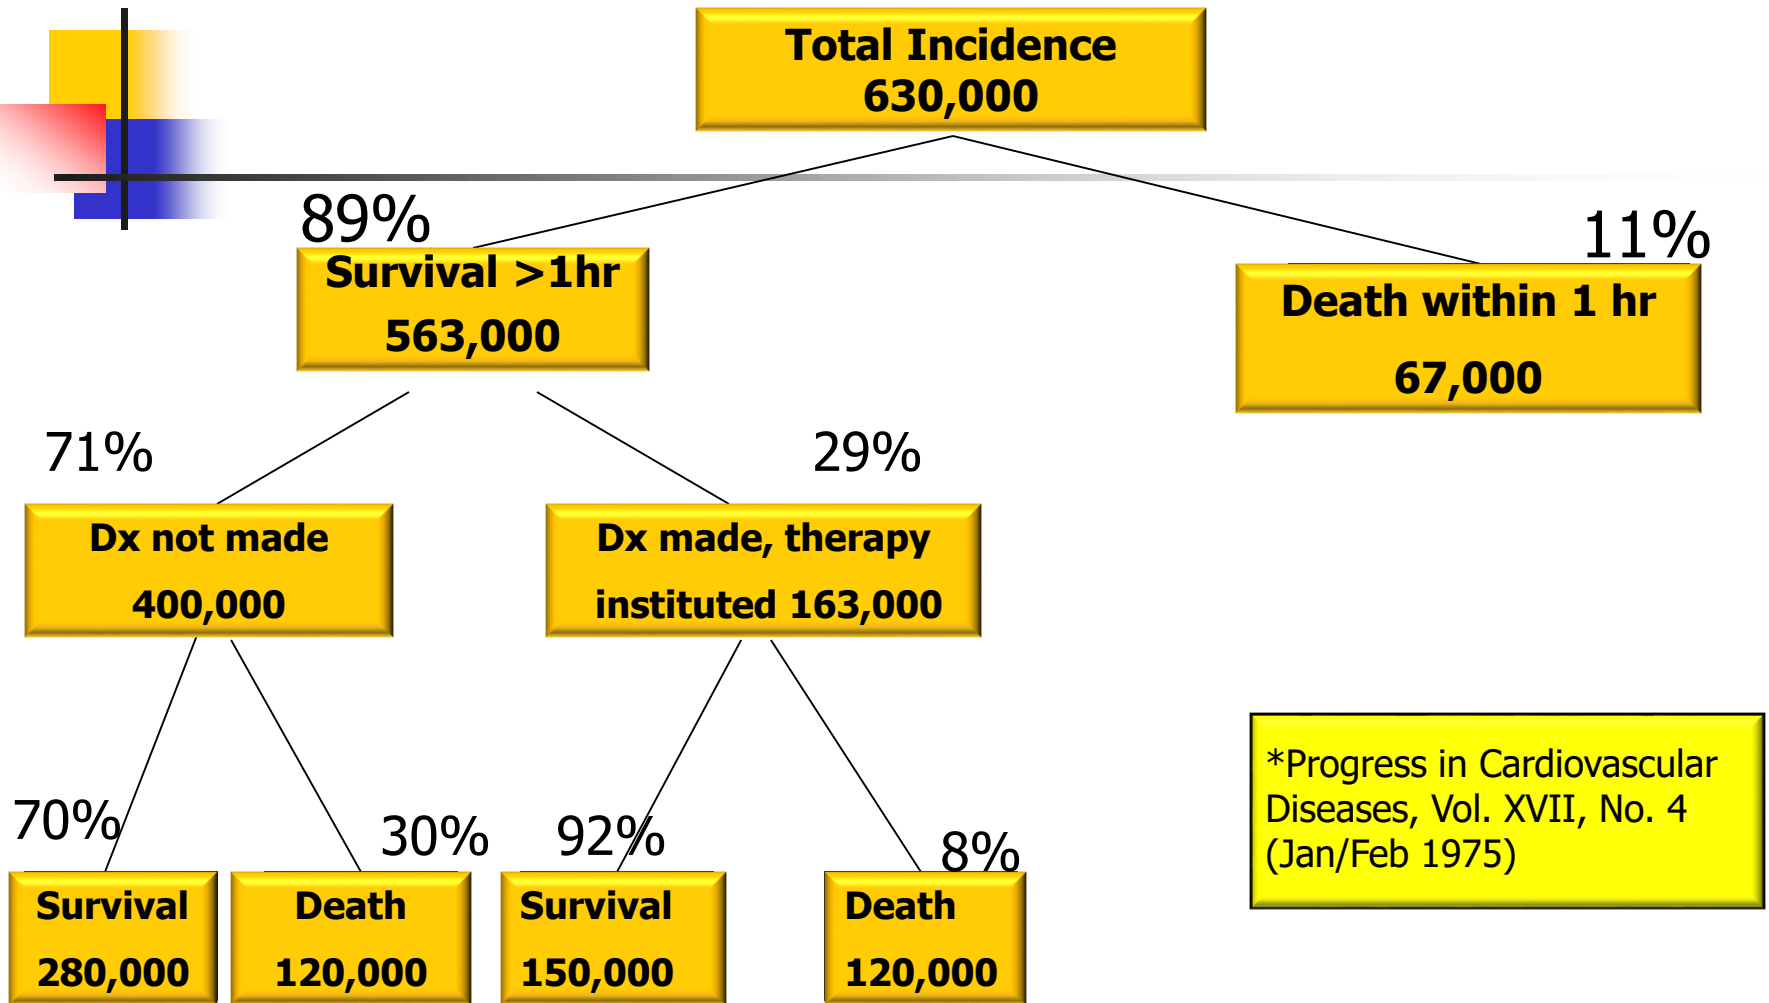 Total Incidence
630,000
89%
11%
Survival >1hr
563,000
Death within 1 hr
67,000
71%
29%
Dx not made
400,000
Dx made, therapy
instituted 163,000
*Progress in Cardiovascular
Diseases, Vol. XVII, No. 4
(Jan/Feb 1975)
70%
30%
92%
8%
Survival
280,000
Death
120,000
Survival
150,000
Death
120,000